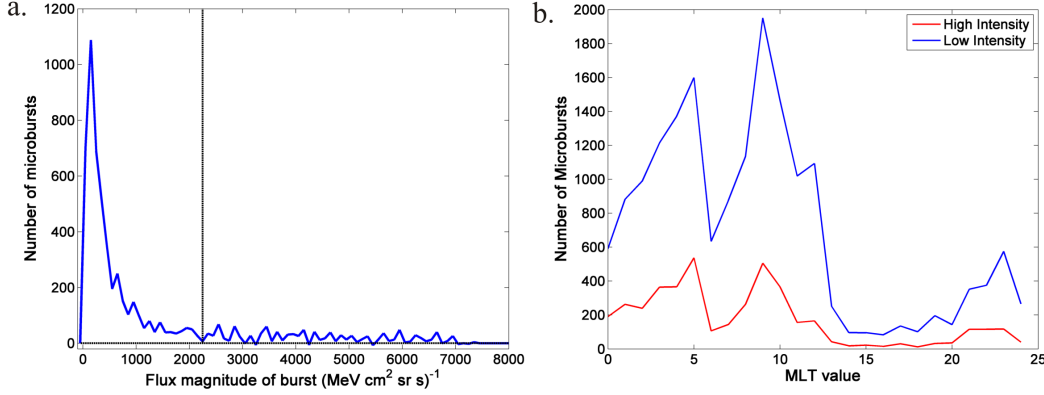 a.
1200
1000
800
600
400
200
0
Number of microbursts
0 1000 2000 3000 4000 5000 6000 7000 8000
Flux magnitude of burst (MeV cm² sr s)⁻¹
b.
2000
1800
1600
1400
1200
1000
800
600
400
200
0
Number of Microbursts
High Intensity
Low Intensity
0 5 10 15 20 25
MLT value